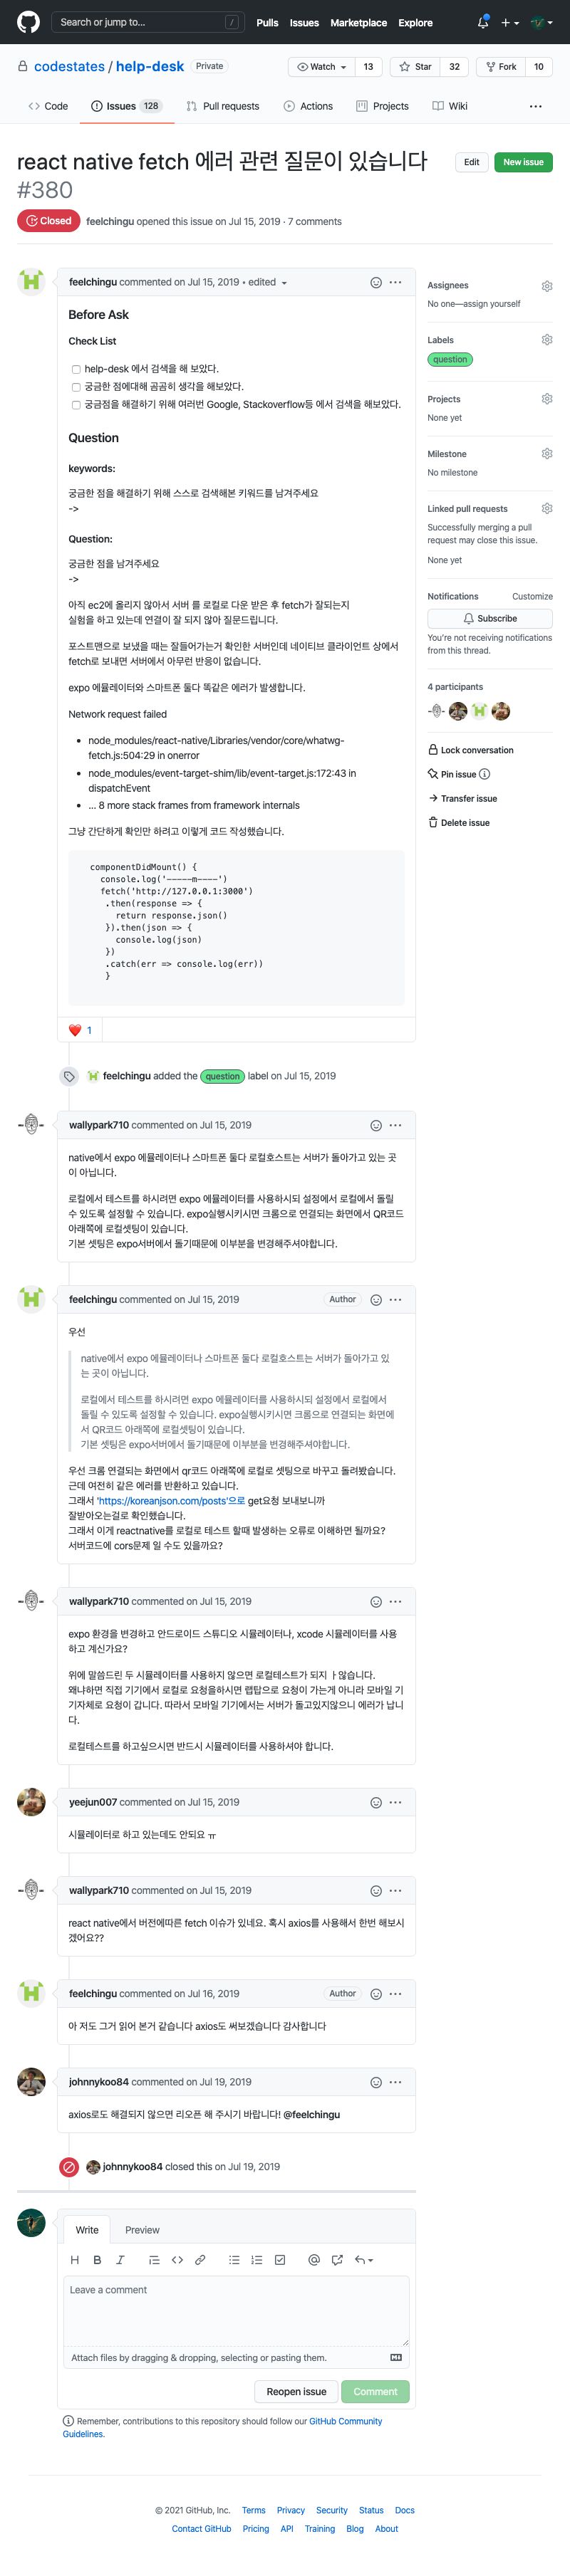 Search or jump to... /
Pulls Issues Marketplace Explore
codestates / help-desk Private
Watch 13 Star 32 Fork 10
Code Issues 128 Pull requests Actions Projects Wiki ...
react native fetch 에러 관련 질문이 있습니다
#380
Edit New issue
Closed feelchingu opened this issue on Jul 15, 2019 · 7 comments
feelchingu commented on Jul 15, 2019 • edited
Before Ask
Check List
help-desk 에서 검색을 해 보았다.
궁금한 점에대해 곰곰히 생각을 해보았다.
궁금점을 해결하기 위해 여러번 Google, Stackoverflow등 에서 검색을 해보았다.
Question
keywords:
궁금한 점을 해결하기 위해 스스로 검색해본 키워드를 남겨주세요
->
Question:
궁금한 점을 남겨주세요
->
아직 ec2에 올리지 않아서 서버 를 로컬로 다운 받은 후 fetch가 잘되는지
실험을 하고 있는데 연결이 잘 되지 않아 질문드립니다.
포스트맨으로 보냈을 때는 잘들어가는거 확인한 서버인데 네이티브 클라이언트 상에서
fetch로 보내면 서버에서 아무런 반응이 없습니다.
expo 에뮬레이터와 스마트폰 둘다 똑같은 에러가 발생합니다.
Network request failed
node_modules/react-native/Libraries/vendor/core/whatwg-
fetch.js:504:29 in onerror
node_modules/event-target-shim/lib/event-target.js:172:43 in
dispatchEvent
... 8 more stack frames from framework internals
그냥 간단하게 확인만 하려고 이렇게 코드 작성했습니다.
componentDidMount() {
console.log('-----m----')
fetch('http://127.0.0.1:3000')
.then(response => {
return response.json()
}).then(json => {
console.log(json)
})
.catch(err => console.log(err))
}
❤️ 1
Assignees
No one—assign yourself
Labels
question
Projects
None yet
Milestone
No milestone
Linked pull requests
Successfully merging a pull
request may close this issue.
None yet
Notifications Customize
Subscribe
You're not receiving notifications
from this thread.
4 participants
Lock conversation
Pin issue
Transfer issue
Delete issue
feelchingu added the question label on Jul 15, 2019
wallypark710 commented on Jul 15, 2019
native에서 expo 에뮬레이터나 스마트폰 둘다 로컬호스트는 서버가 돌아가고 있는 곳
이 아닙니다.
로컬에서 테스트를 하시려면 expo 에뮬레이터를 사용하시되 설정에서 로컬에서 돌릴
수 있도록 설정할 수 있습니다. expo실행시키시면 크롬으로 연결되는 화면에서 QR코드
아래쪽에 로컬셋팅이 있습니다.
기본 셋팅은 expo서버에서 돌기때문에 이부분을 변경해주셔야합니다.
feelchingu commented on Jul 15, 2019 Author
우선
native에서 expo 에뮬레이터나 스마트폰 둘다 로컬호스트는 서버가 돌아가고 있
는 곳이 아닙니다.
로컬에서 테스트를 하시려면 expo 에뮬레이터를 사용하시되 설정에서 로컬에서
돌릴 수 있도록 설정할 수 있습니다. expo실행시키시면 크롬으로 연결되는 화면에
서 QR코드 아래쪽에 로컬셋팅이 있습니다.
기본 셋팅은 expo서버에서 돌기때문에 이부분을 변경해주셔야합니다.
우선 크롬 연결되는 화면에서 qr코드 아래쪽에 로컬로 셋팅으로 바꾸고 돌려봤습니다.
근데 여전히 같은 에러를 반환하고 있습니다.
그래서 'https://koreanjson.com/posts'으로 get요청 보내보니까
잘받아오는걸로 확인했습니다.
그래서 이게 reactnative를 로컬로 테스트 할때 발생하는 오류로 이해하면 될까요?
서버코드에 cors문제 일 수도 있을까요?
wallypark710 commented on Jul 15, 2019
expo 환경을 변경하고 안드로이드 스튜디오 시뮬레이터나, xcode 시뮬레이터를 사용
하고 계신가요?
위에 말씀드린 두 시뮬레이터를 사용하지 않으면 로컬테스트가 되지 ㅏ않습니다.
왜냐하면 직접 기기에서 로컬로 요청을하시면 랩탑으로 요청이 가는게 아니라 모바일 기
기자체로 요청이 갑니다. 따라서 모바일 기기에서는 서버가 돌고있지않으니 에러가 납니
다.
로컬테스트를 하고싶으시면 반드시 시뮬레이터를 사용하셔야 합니다.
yeejun007 commented on Jul 15, 2019
시뮬레이터로 하고 있는데도 안되요 ㅠ
wallypark710 commented on Jul 15, 2019
react native에서 버전에따른 fetch 이슈가 있네요. 혹시 axios를 사용해서 한번 해보시
겠어요??
feelchingu commented on Jul 16, 2019 Author
아 저도 그거 읽어 본거 같습니다 axios도 써보겠습니다 감사합니다
johnnykoo84 commented on Jul 19, 2019
axios로도 해결되지 않으면 리오픈 해 주시기 바랍니다! @feelchingu
johnnykoo84 closed this on Jul 19, 2019
Write Preview
Leave a comment
Attach files by dragging & dropping, selecting or pasting them.
Reopen issue Comment
Remember, contributions to this repository should follow our GitHub Community
Guidelines.
© 2021 GitHub, Inc. Terms Privacy Security Status Docs
Contact GitHub Pricing API Training Blog About